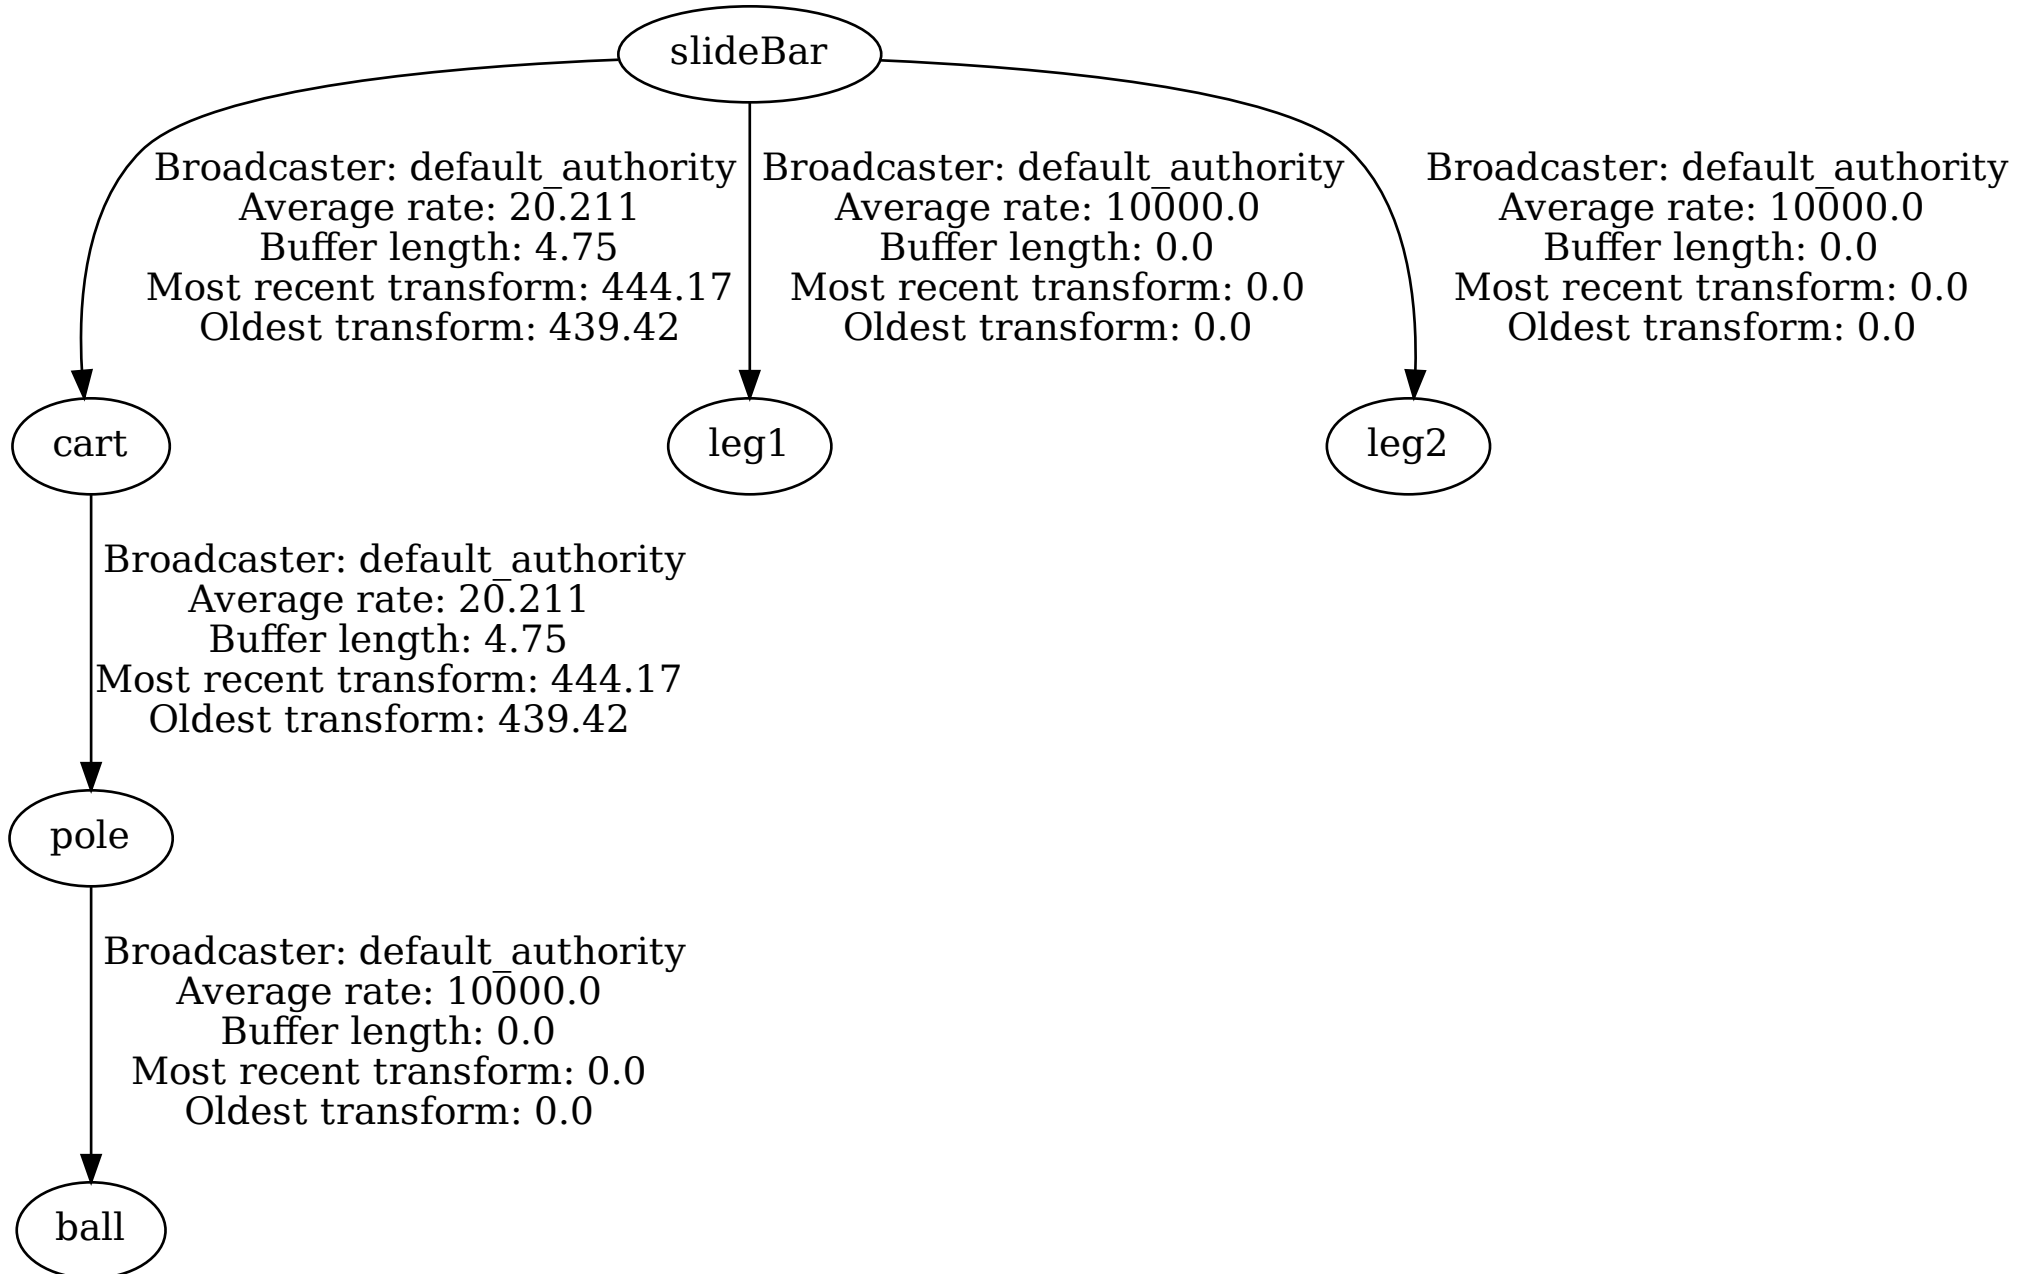 slideBar
Broadcaster: default_authority
Average rate: 20.211
Buffer length: 4.75
Most recent transform: 444.17
Oldest transform: 439.42
Broadcaster: default_authority
Average rate: 10000.0
Buffer length: 0.0
Most recent transform: 0.0
Oldest transform: 0.0
Broadcaster: default_authority
Average rate: 10000.0
Buffer length: 0.0
Most recent transform: 0.0
Oldest transform: 0.0
cart
leg1
leg2
Broadcaster: default_authority
Average rate: 20.211
Buffer length: 4.75
Most recent transform: 444.17
Oldest transform: 439.42
pole
Broadcaster: default_authority
Average rate: 10000.0
Buffer length: 0.0
Most recent transform: 0.0
Oldest transform: 0.0
ball